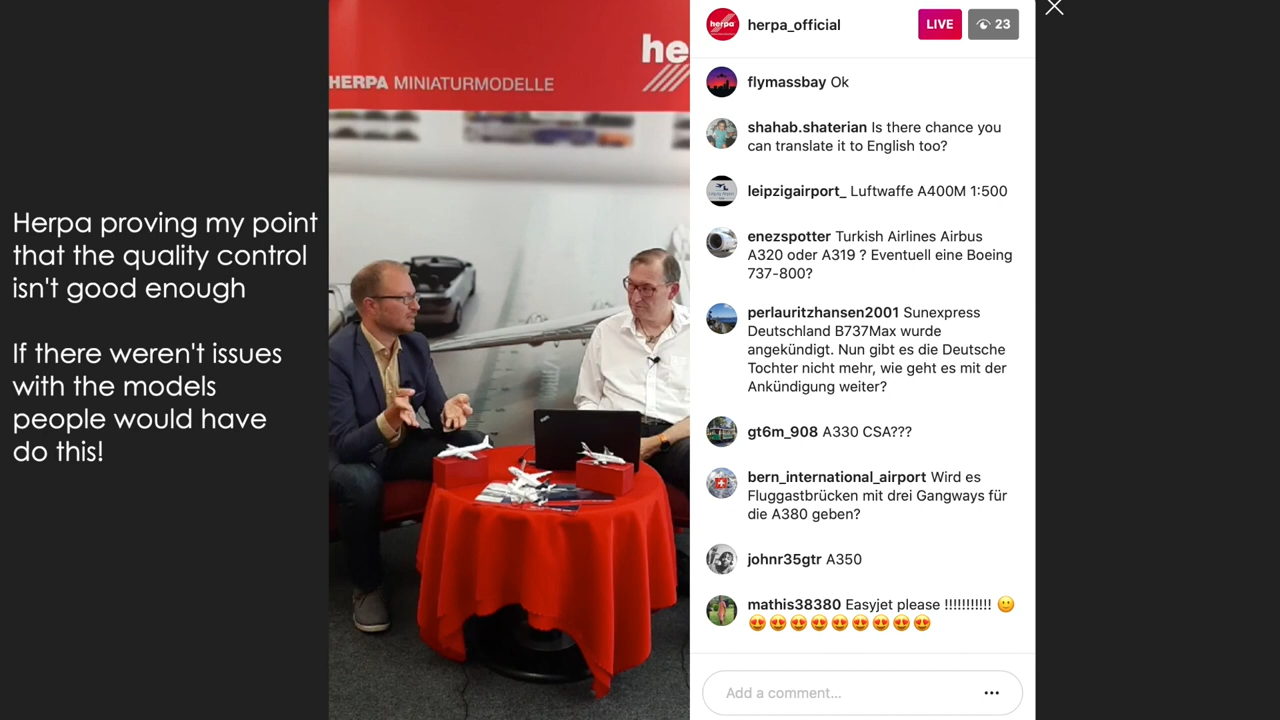 Herpa proving my point
that the quality control
isn't good enough
If there weren't issues
with the models
people would have
do this!
he
HERPA MINIATURMODELLE
herpa
herpa_official
LIVE
23
flymassbay Ok
shahab.shaterian Is there chance you
can translate it to English too?
leipzigairport_ Luftwaffe A400M 1:500
enezspotter Turkish Airlines Airbus
A320 oder A319 ? Eventuell eine Boeing
737-800?
perlauritzhansen2001 Sunexpress
Deutschland B737Max wurde
angekündigt. Nun gibt es die Deutsche
Tochter nicht mehr, wie geht es mit der
Ankündigung weiter?
gt6m_908 A330 CSA???
bern_international_airport Wird es
Fluggastbrücken mit drei Gangways für
die A380 geben?
johnr35gtr A350
mathis38380 Easyjet please !!!!!!!!!!! 🙂
😍😍😍😍😍😍😍😍😍
Add a comment...